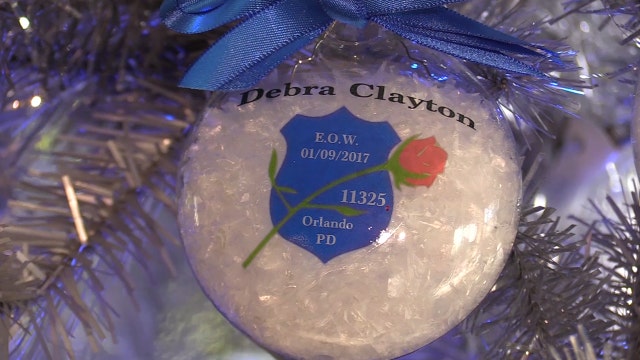 Debra Clayton
E.O.W.
01/09/2017
11325
Orlando
PD